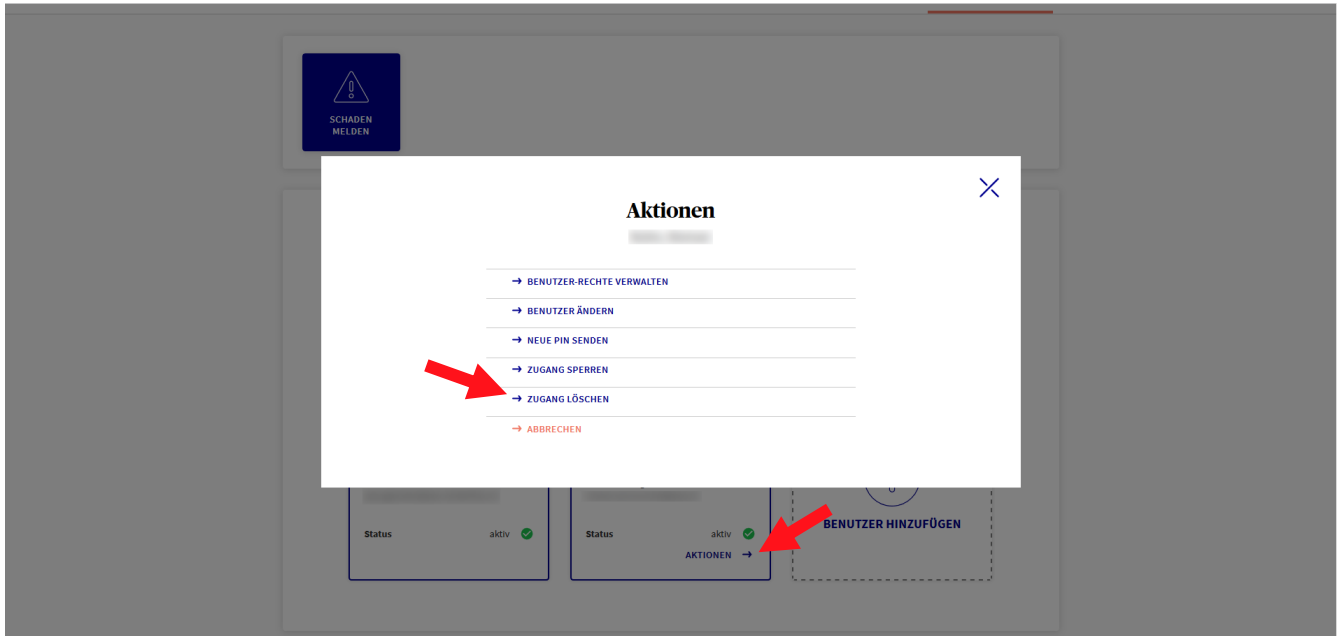 SCHADEN
MELDEN
Aktionen
→ BENUTZER-RECHTE VERWALTEN
→ BENUTZER ÄNDERN
→ NEUE PIN SENDEN
→ ZUGANG SPERREN
→ ZUGANG LÖSCHEN
→ ABBRECHEN
Status aktiv
Status aktiv
AKTIONEN →
BENUTZER HINZUFÜGEN